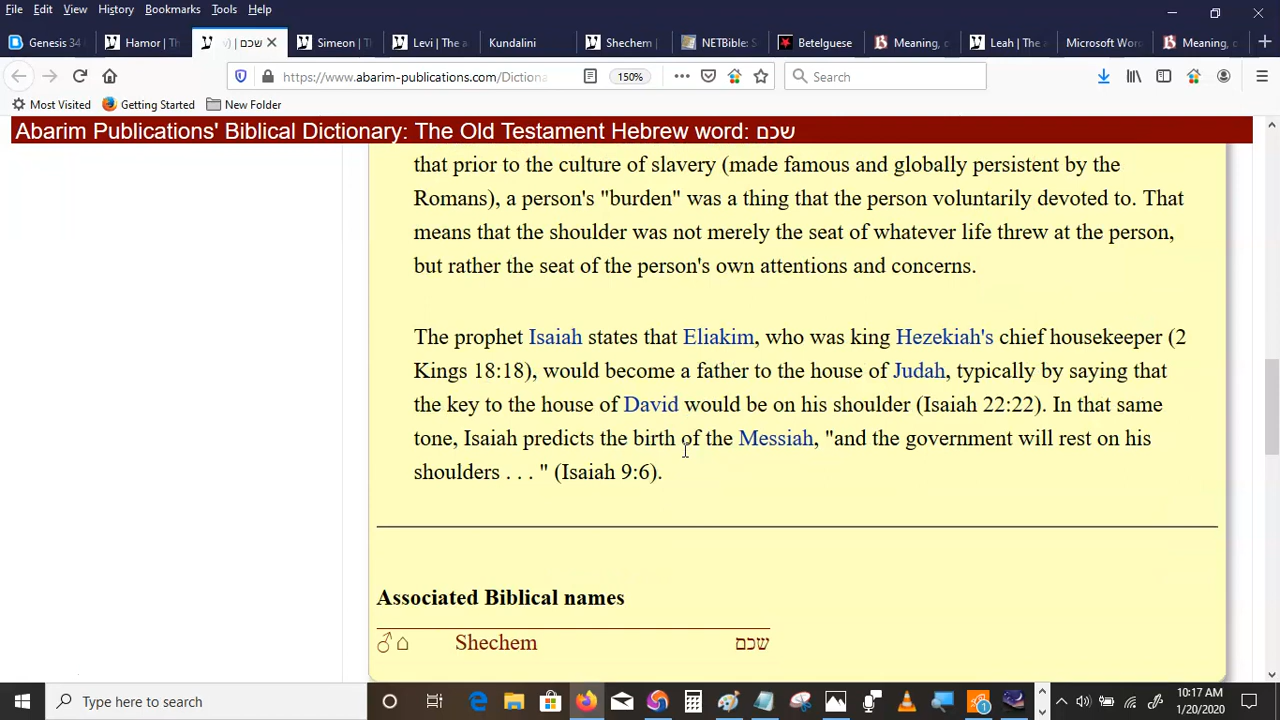 File Edit View History Bookmarks Tools Help
Genesis 34
Hamor | Th
שכם | (ע
Simeon | T
Levi | The a
Kundalini
Shechem |
NETBible: S
Betelguese
Meaning, o
Leah | The a
Microsoft Word
Meaning, o
https://www.abarim-publications.com/Dictiona
150%
Search
Most Visited Getting Started New Folder
Abarim Publications' Biblical Dictionary: The Old Testament Hebrew word: שכם
that prior to the culture of slavery (made famous and globally persistent by the
Romans), a person's "burden" was a thing that the person voluntarily devoted to. That
means that the shoulder was not merely the seat of whatever life threw at the person,
but rather the seat of the person's own attentions and concerns.
The prophet Isaiah states that Eliakim, who was king Hezekiah's chief housekeeper (2
Kings 18:18), would become a father to the house of Judah, typically by saying that
the key to the house of David would be on his shoulder (Isaiah 22:22). In that same
tone, Isaiah predicts the birth of the Messiah, "and the government will rest on his
shoulders . . . " (Isaiah 9:6).
Associated Biblical names
♂⌂ Shechem שכם
Type here to search
10:17 AM
1/20/2020